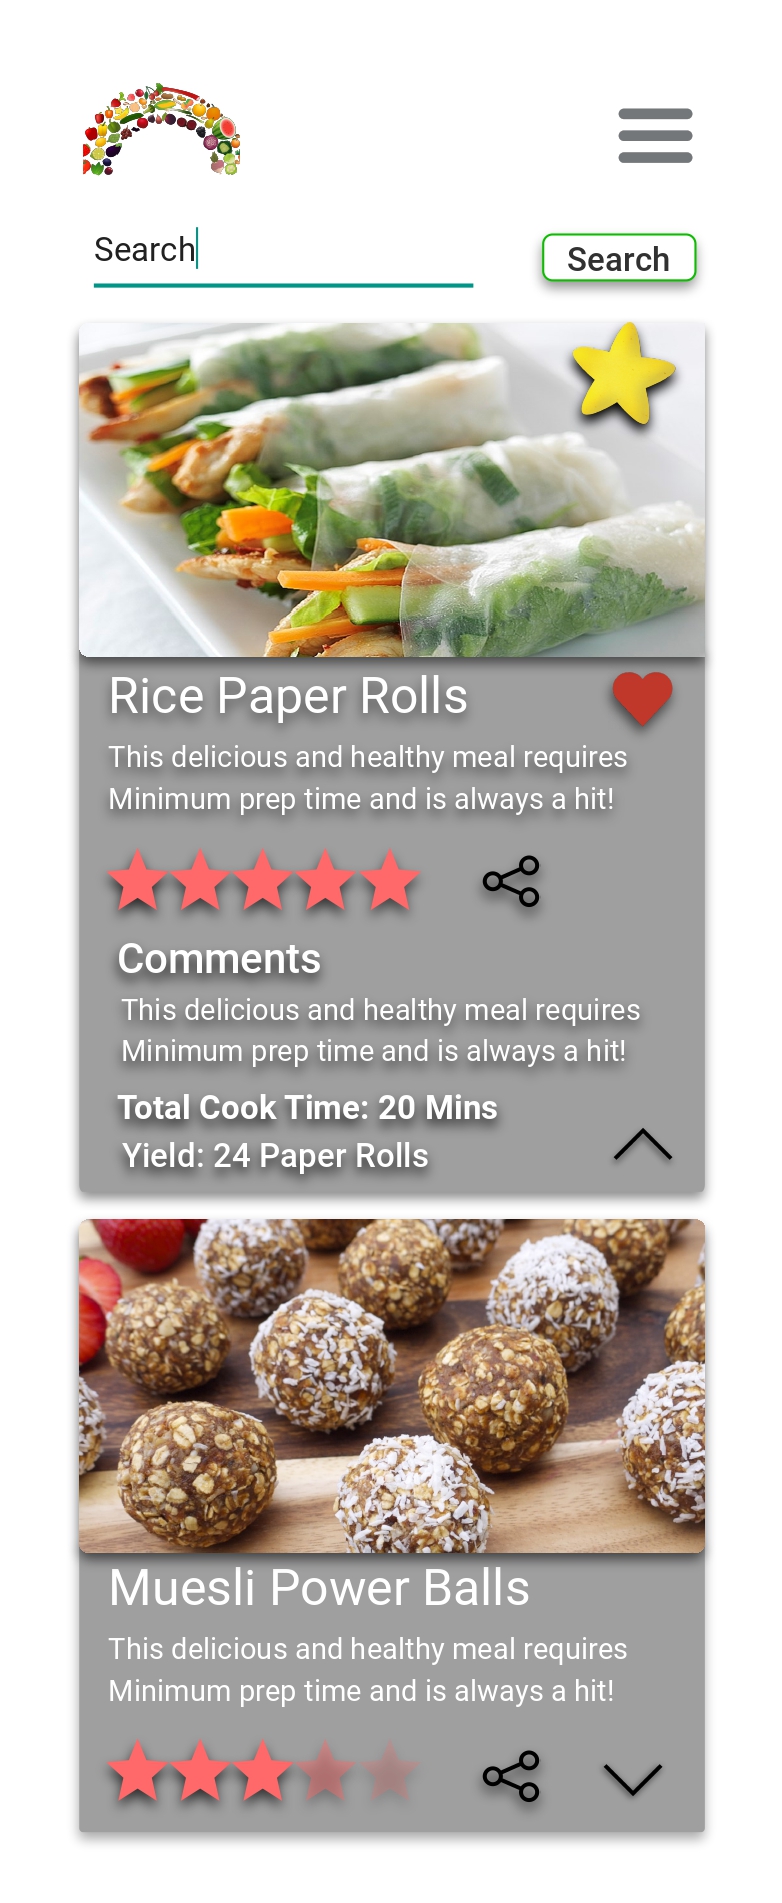 Search
Search
Rice Paper Rolls
This delicious and healthy meal requires
Minimum prep time and is always a hit!
Comments
This delicious and healthy meal requires
Minimum prep time and is always a hit!
Total Cook Time: 20 Mins
Yield: 24 Paper Rolls
Muesli Power Balls
This delicious and healthy meal requires
Minimum prep time and is always a hit!